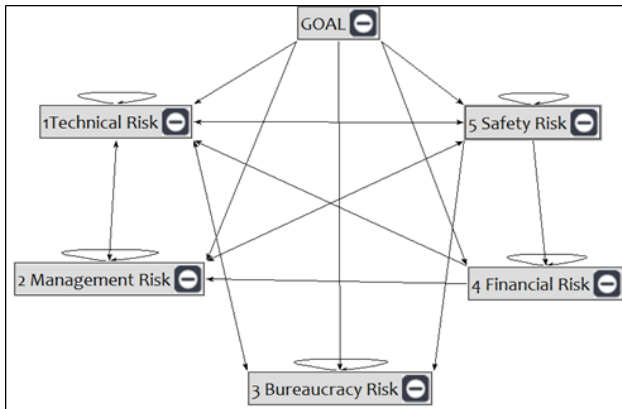 GOAL
1Technical Risk
5 Safety Risk
2 Management Risk
4 Financial Risk
3 Bureaucracy Risk